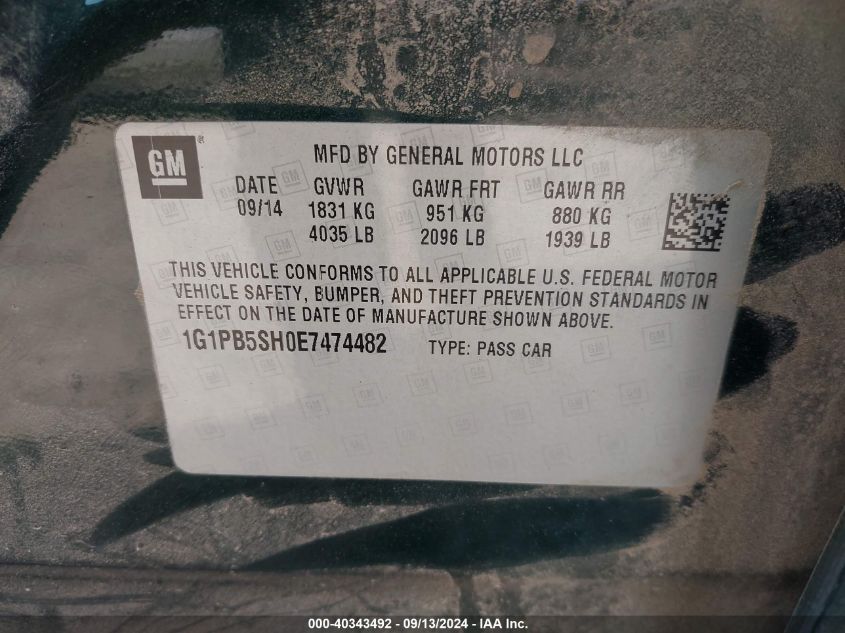 GM ®
MFD BY GENERAL MOTORS LLC
DATE GVWR GAWR FRT GAWR RR
09/14 1831 KG 951 KG 880 KG
4035 LB 2096 LB 1939 LB
THIS VEHICLE CONFORMS TO ALL APPLICABLE U.S. FEDERAL MOTOR
VEHICLE SAFETY, BUMPER, AND THEFT PREVENTION STANDARDS IN
EFFECT ON THE DATE OF MANUFACTURE SHOWN ABOVE.
1G1PB5SH0E7474482 TYPE: PASS CAR
000-40343492 - 09/13/2024 - IAA Inc.